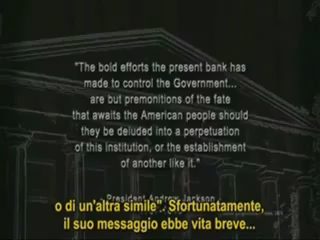 "The bold efforts the present bank has
made to control the Government...
are but premonitions of the fate
that awaits the American people should
they be deluded into a perpetuation
of this institution, or the establishment
of another like it."
President Andrew Jackson
o di un'altra simile". Sfortunatamente,
il suo messaggio ebbe vita breve...